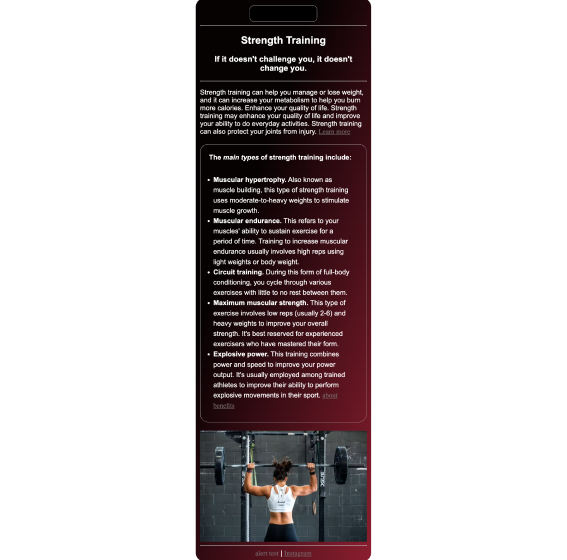 Strength Training
If it doesn't challenge you, it doesn't
change you.
Strength training can help you manage or lose weight,
and it can increase your metabolism to help you burn
more calories. Enhance your quality of life. Strength
training may enhance your quality of life and improve
your ability to do everyday activities. Strength training
can also protect your joints from injury. Learn more
The main types of strength training include:
• Muscular hypertrophy. Also known as
muscle building, this type of strength training
uses moderate-to-heavy weights to stimulate
muscle growth.
• Muscular endurance. This refers to your
muscles' ability to sustain exercise for a
period of time. Training to increase muscular
endurance usually involves high reps using
light weights or body weight.
• Circuit training. During this form of full-body
conditioning, you cycle through various
exercises with little to no rest between them.
• Maximum muscular strength. This type of
exercise involves low reps (usually 2-6) and
heavy weights to improve your overall
strength. It's best reserved for experienced
exercisers who have mastered their form.
• Explosive power. This training combines
power and speed to improve your power
output. It's usually employed among trained
athletes to improve their ability to perform
explosive movements in their sport. about
benefits
alert test | Instagram